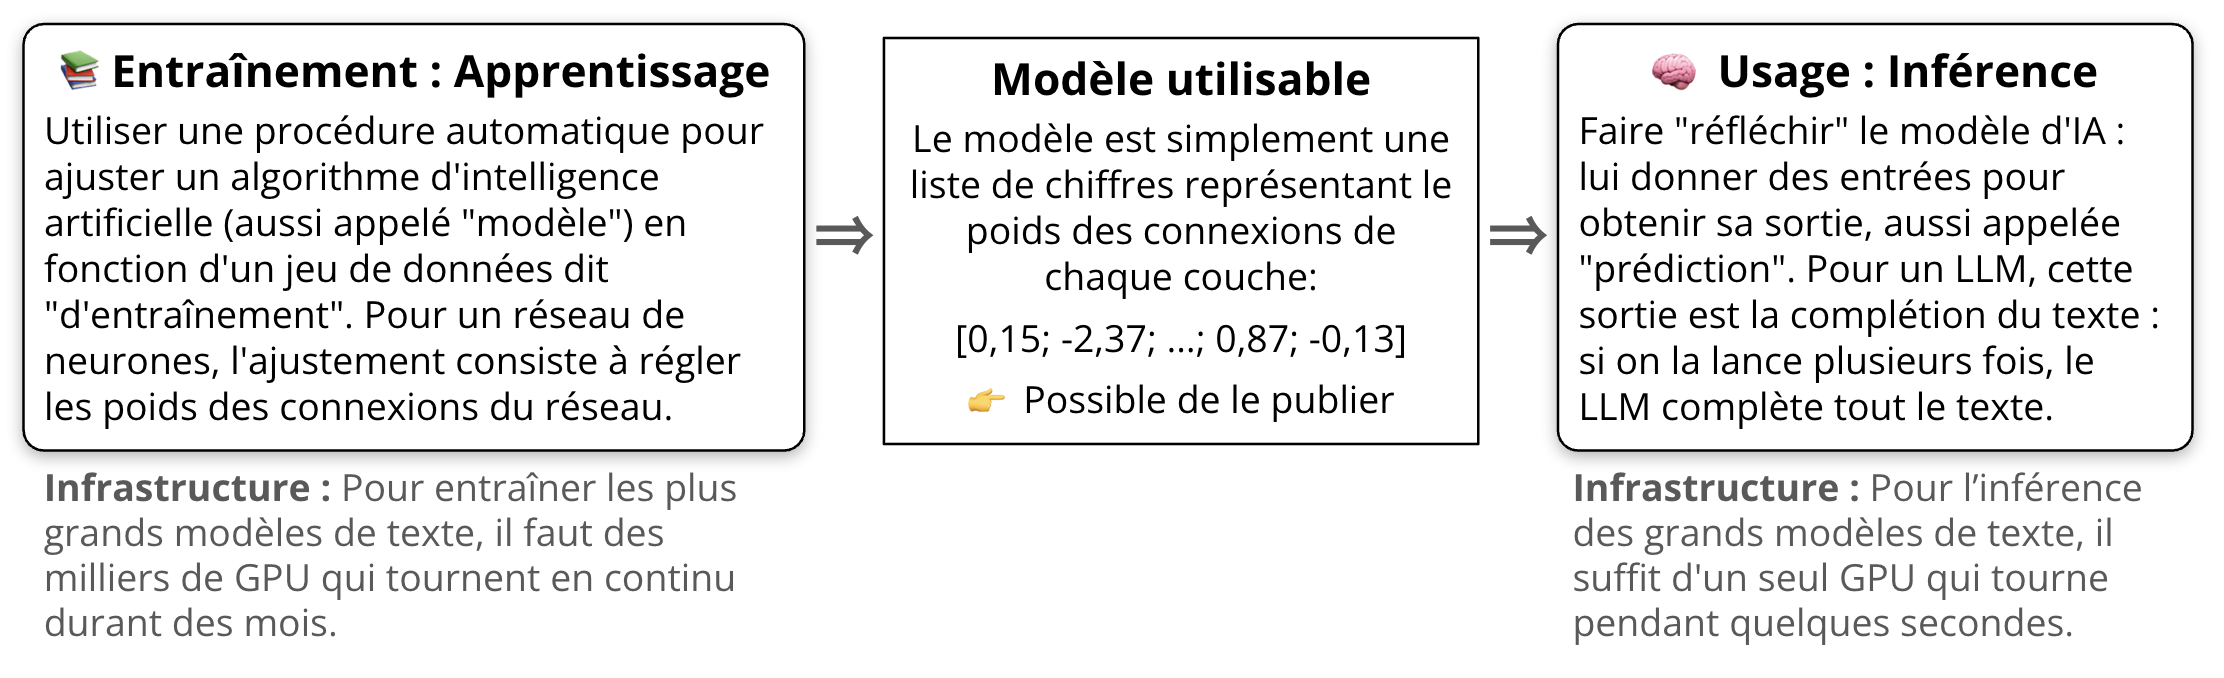 📚 Entraînement : Apprentissage
Utiliser une procédure automatique pour
ajuster un algorithme d'intelligence
artificielle (aussi appelé "modèle") en
fonction d'un jeu de données dit
"d'entraînement". Pour un réseau de
neurones, l'ajustement consiste à régler
les poids des connexions du réseau.
Infrastructure : Pour entraîner les plus
grands modèles de texte, il faut des
milliers de GPU qui tournent en continu
durant des mois.
⇒
Modèle utilisable
Le modèle est simplement une
liste de chiffres représentant le
poids des connexions de
chaque couche:
[0,15; -2,37; ...; 0,87; -0,13]
👉 Possible de le publier
⇒
🧠 Usage : Inférence
Faire "réfléchir" le modèle d'IA :
lui donner des entrées pour
obtenir sa sortie, aussi appelée
"prédiction". Pour un LLM, cette
sortie est la complétion du texte :
si on la lance plusieurs fois, le
LLM complète tout le texte.
Infrastructure : Pour l’inférence
des grands modèles de texte, il
suffit d'un seul GPU qui tourne
pendant quelques secondes.